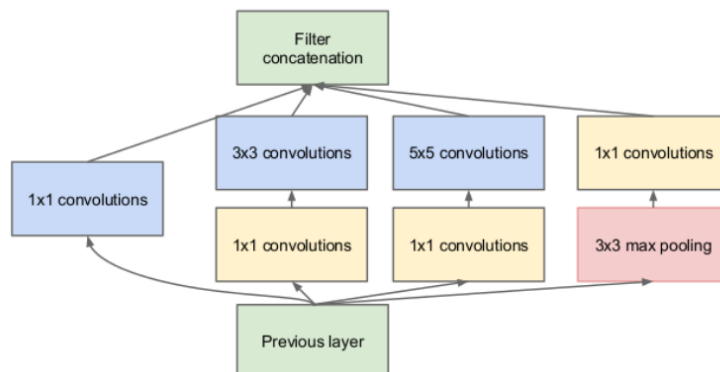 Filter
concatenation
3x3 convolutions
5x5 convolutions
1x1 convolutions
1x1 convolutions
1x1 convolutions
1x1 convolutions
3x3 max pooling
Previous layer